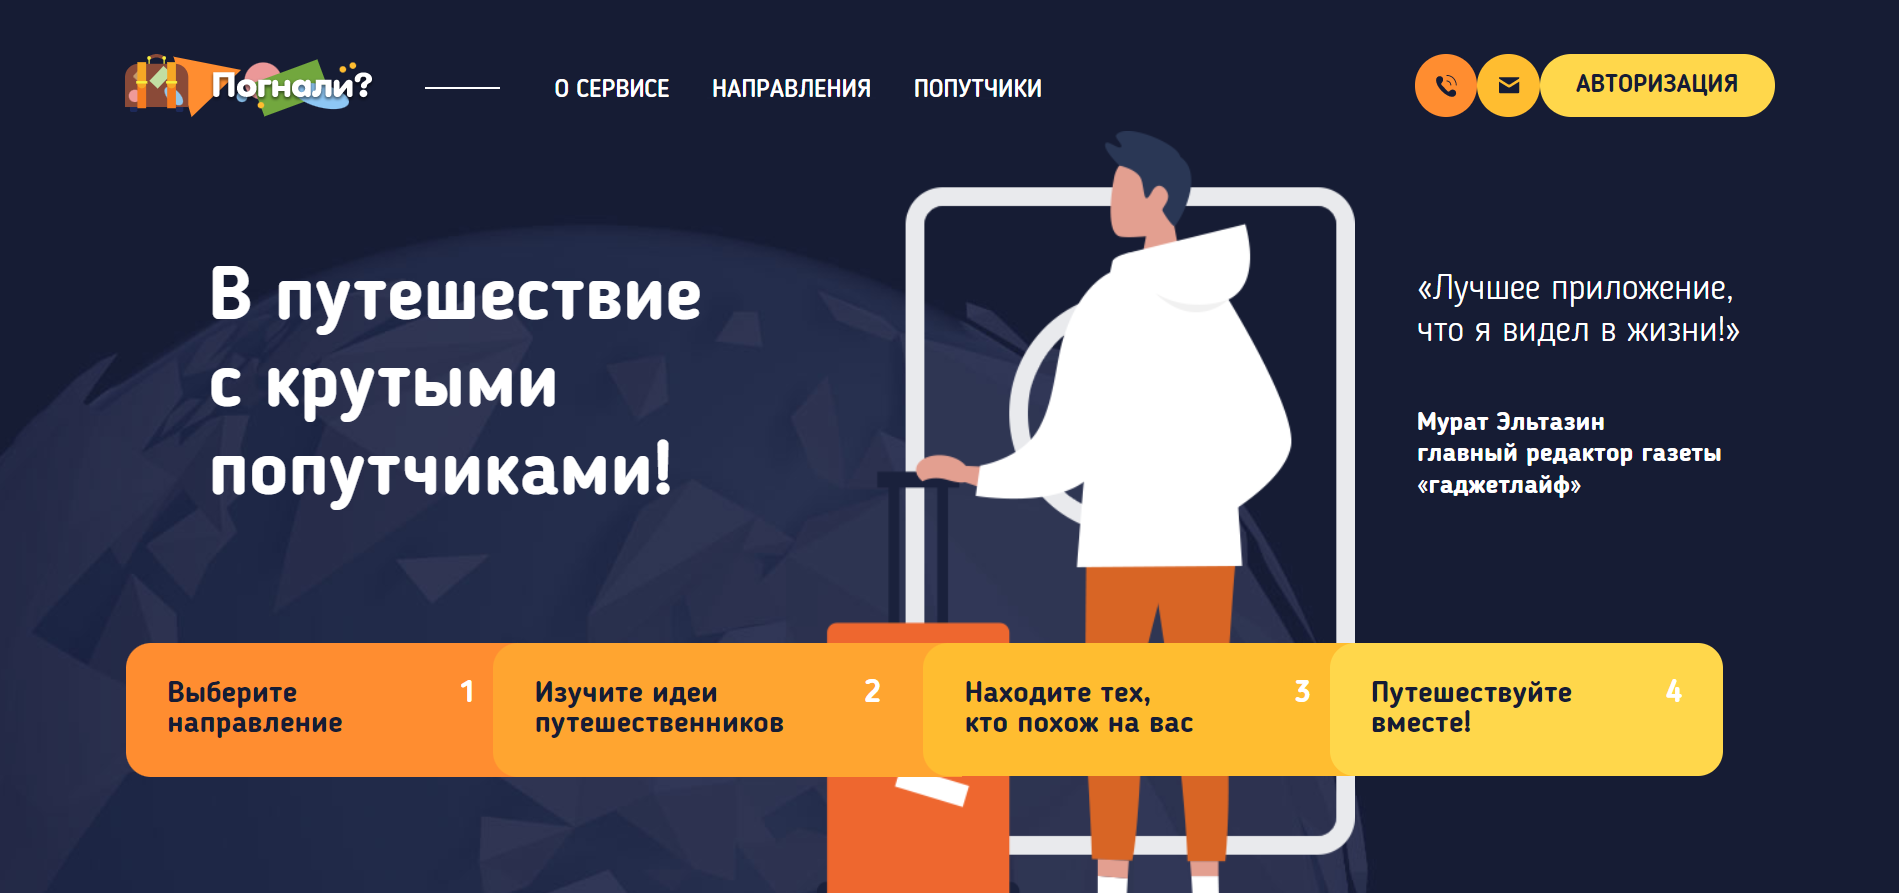 Погнали?
О СЕРВИСЕ
НАПРАВЛЕНИЯ
ПОПУТЧИКИ
АВТОРИЗАЦИЯ
В путешествие
с крутыми
попутчиками!
«Лучшее приложение,
что я видел в жизни!»
Мурат Эльтазин
главный редактор газеты
«гаджетлайф»
Выберите
направление
1
Изучите идеи
путешественников
2
Находите тех,
кто похож на вас
3
Путешествуйте
вместе!
4